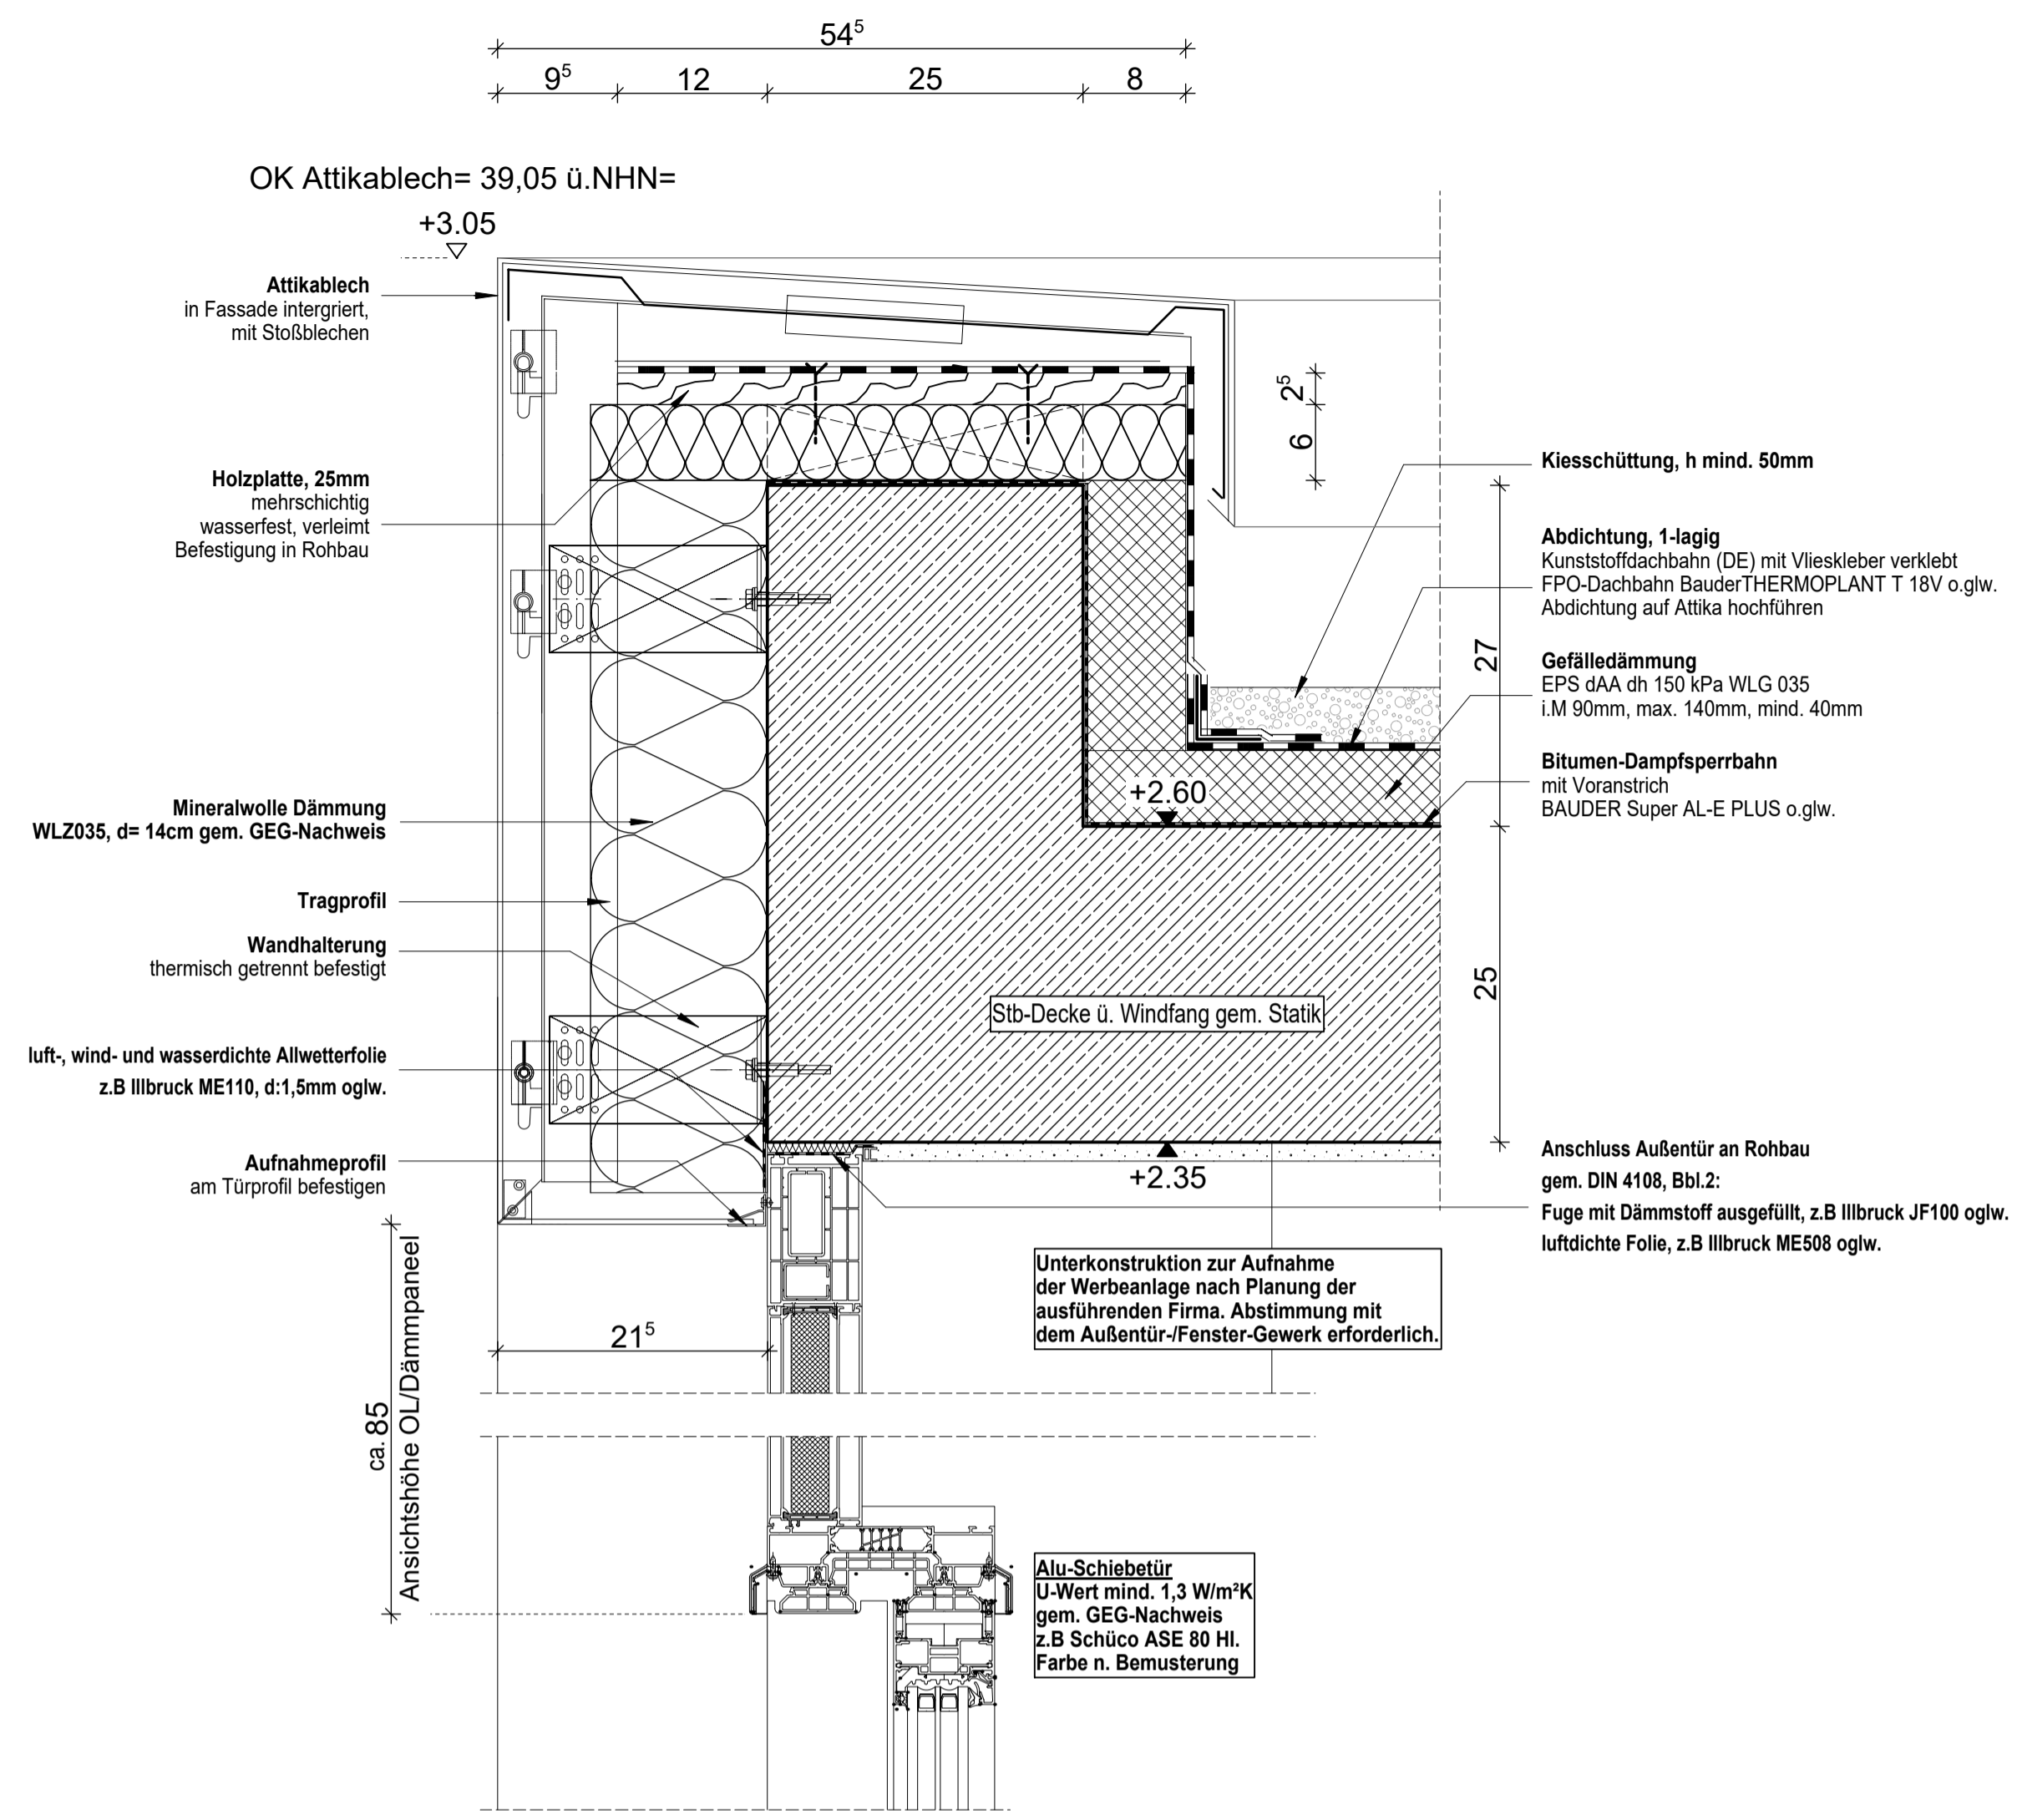 54⁵
9⁵ 12 25 8
OK Attikablech= 39,05 ü.NHN=
+3.05
Attikablech
in Fassade intergriert,
mit Stoßblechen
Holzplatte, 25mm
mehrschichtig
wasserfest, verleimt
Befestigung in Rohbau
Mineralwolle Dämmung
WLZ035, d= 14cm gem. GEG-Nachweis
Tragprofil
Wandhalterung
thermisch getrennt befestigt
luft-, wind- und wasserdichte Allwetterfolie
z.B Illbruck ME110, d:1,5mm oglw.
Aufnahmeprofil
am Türprofil befestigen
2⁵
6
27
25
Kiesschüttung, h mind. 50mm
Abdichtung, 1-lagig
Kunststoffdachbahn (DE) mit Vlieskleber verklebt
FPO-Dachbahn BauderTHERMOPLANT T 18V o.glw.
Abdichtung auf Attika hochführen
Gefälledämmung
EPS dAA dh 150 kPa WLG 035
i.M 90mm, max. 140mm, mind. 40mm
Bitumen-Dampfsperrbahn
mit Voranstrich
BAUDER Super AL-E PLUS o.glw.
+2.60
Stb-Decke ü. Windfang gem. Statik
+2.35
Anschluss Außentür an Rohbau
gem. DIN 4108, Bbl.2:
Fuge mit Dämmstoff ausgefüllt, z.B Illbruck JF100 oglw.
luftdichte Folie, z.B Illbruck ME508 oglw.
Unterkonstruktion zur Aufnahme
der Werbeanlage nach Planung der
ausführenden Firma. Abstimmung mit
dem Außentür-/Fenster-Gewerk erforderlich.
21⁵
ca. 85
Ansichtshöhe OL/Dämmpaneel
Alu-Schiebetür
U-Wert mind. 1,3 W/m²K
gem. GEG-Nachweis
z.B Schüco ASE 80 HI.
Farbe n. Bemusterung